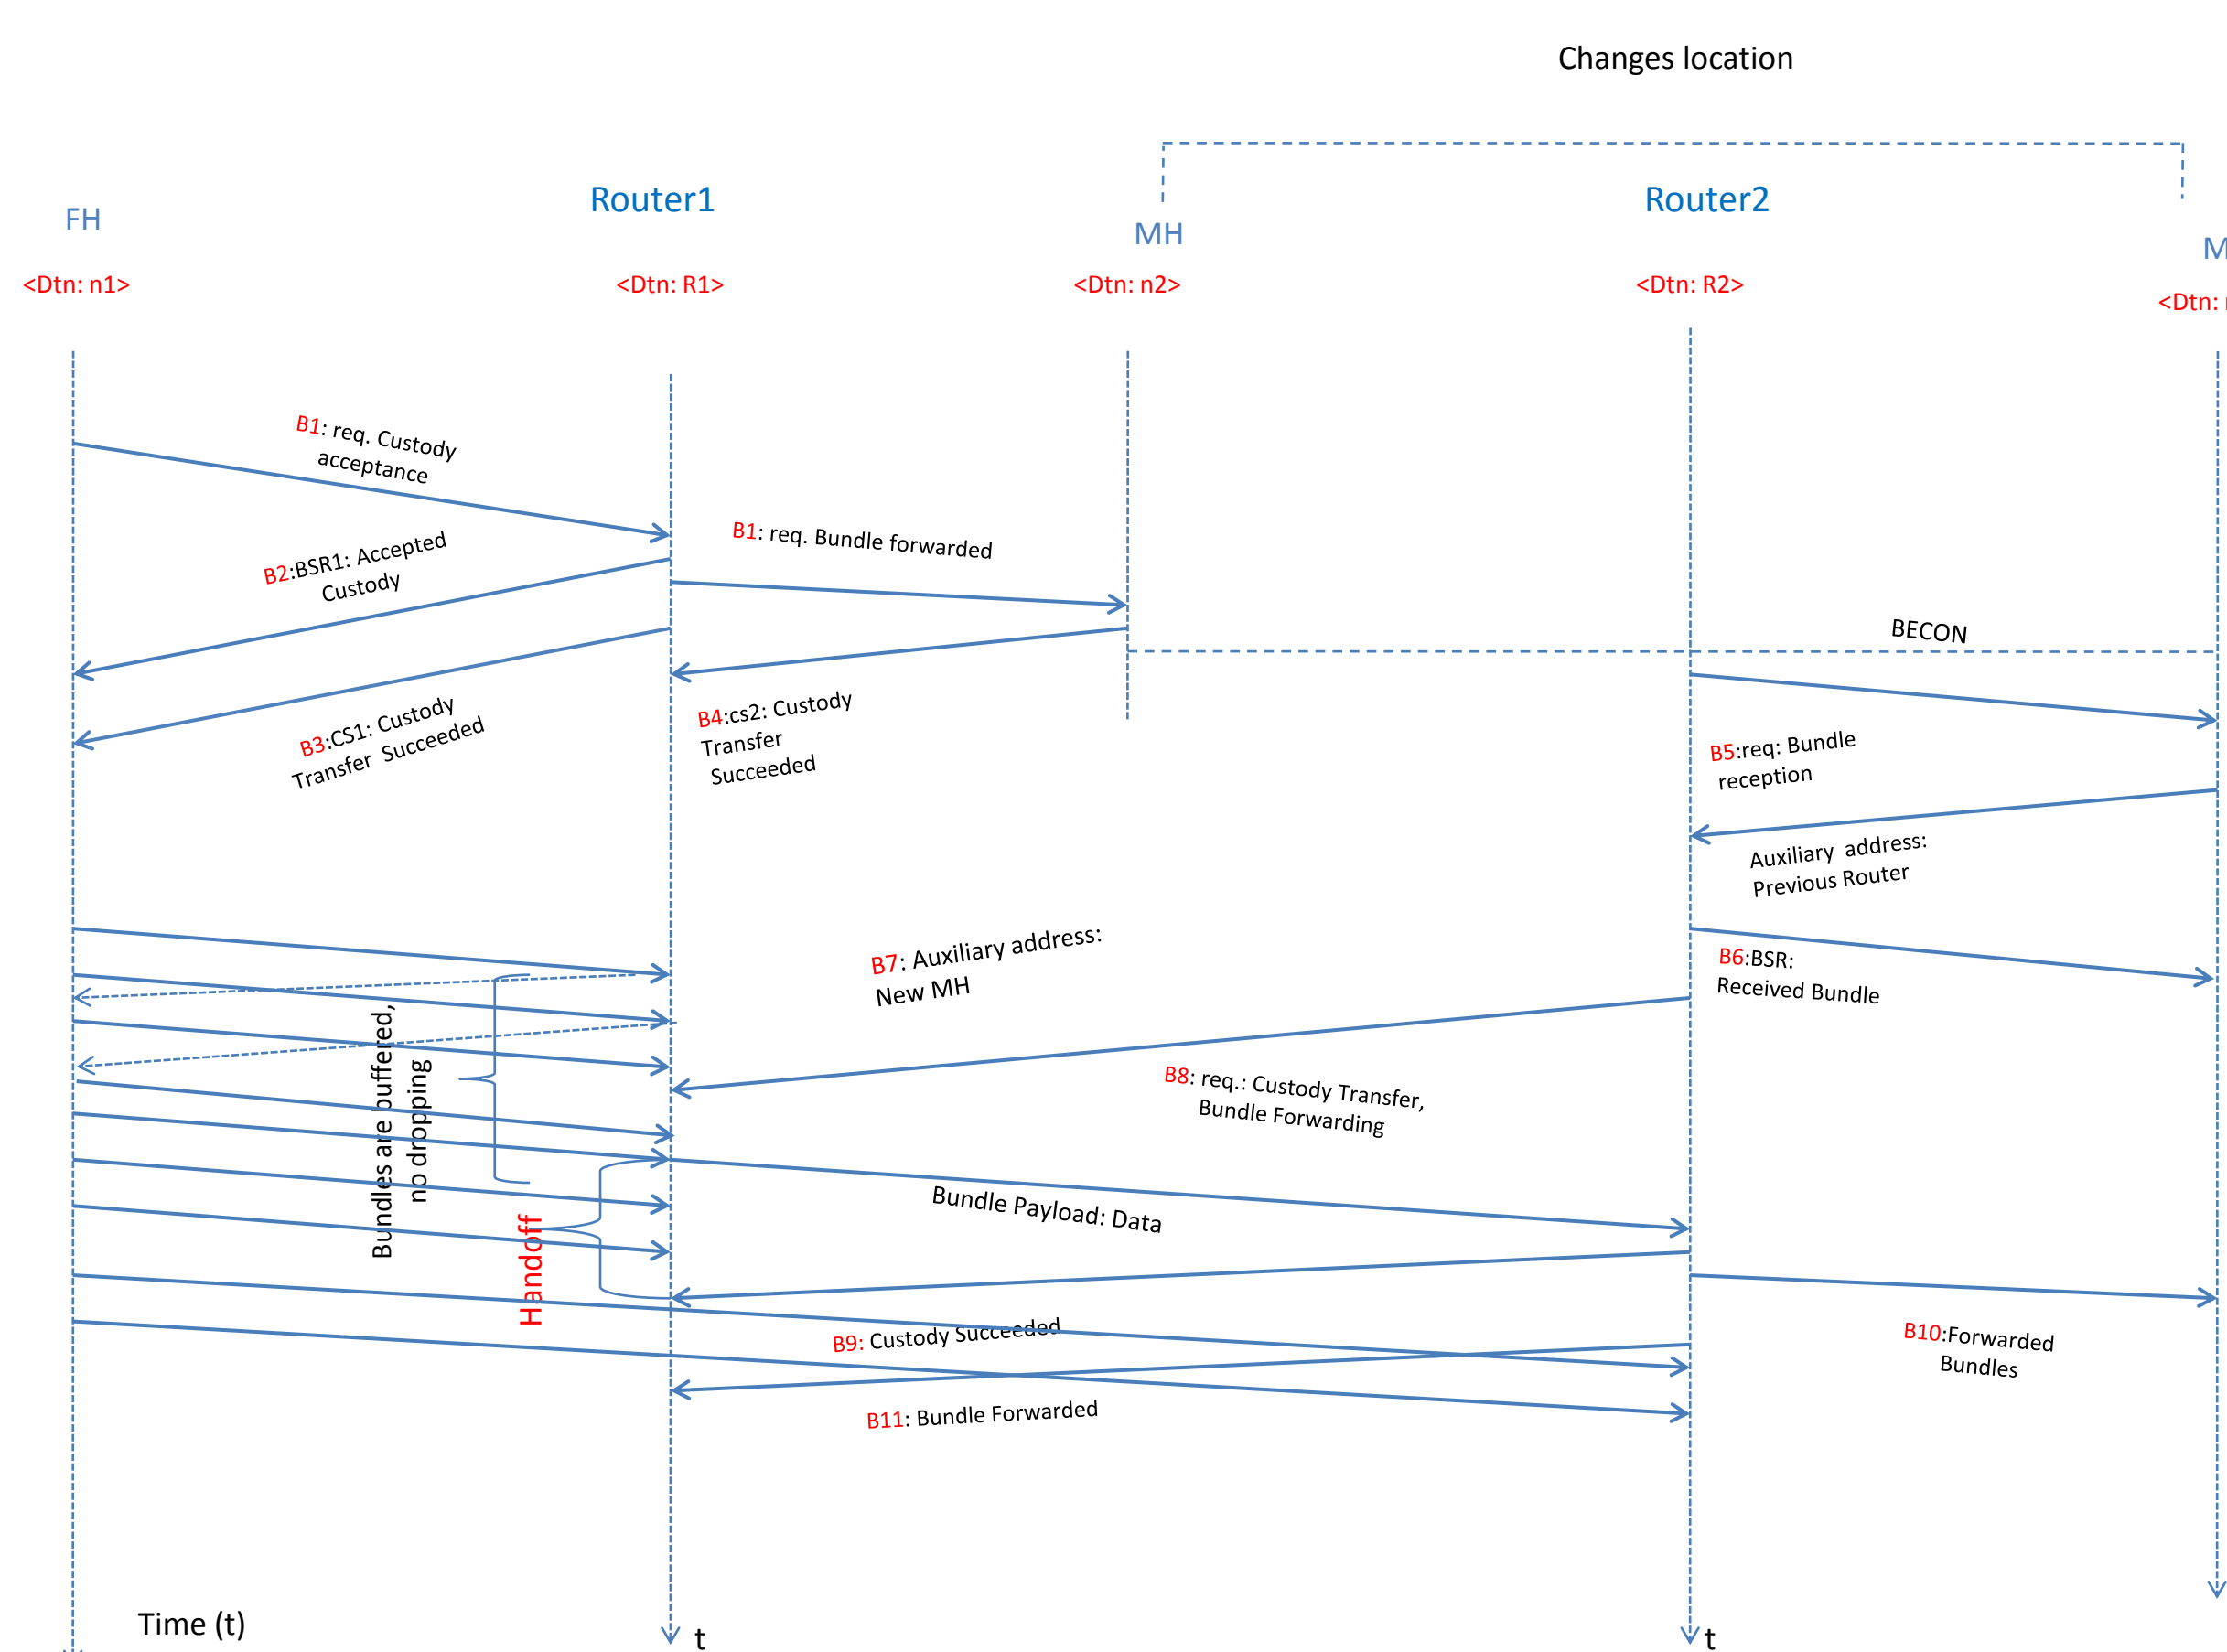 Changes location
Router1
Router2
FH
MH
M
<Dtn: n1>
<Dtn: R1>
<Dtn: n2>
<Dtn: R2>
<Dtn:
B1: req. Custody
acceptance
B1: req. Bundle forwarded
B2:BSR1: Accepted
Custody
BECON
B3:CS1: Custody
Transfer Succeeded
B4:cs2: Custody
Transfer
Succeeded
B5:req: Bundle
reception
Auxiliary address:
Previous Router
B7: Auxiliary address:
New MH
B6:BSR:
Received Bundle
Bundles are buffered,
no dropping
B8: req.: Custody Transfer,
Bundle Forwarding
Bundle Payload: Data
Handoff
B9: Custody Succeeded
B10:Forwarded
Bundles
B11: Bundle Forwarded
Time (t)
t
t